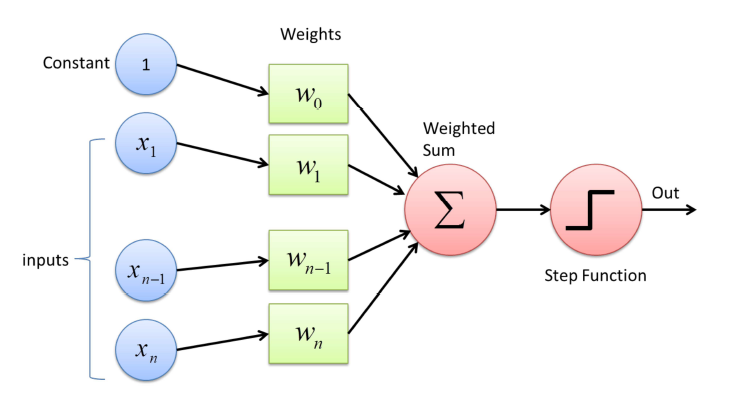 Weights
Constant
1
w₀
x₁
w₁
Weighted
Sum
Σ
Out
inputs
xₙ₋₁
wₙ₋₁
Step Function
xₙ
wₙ